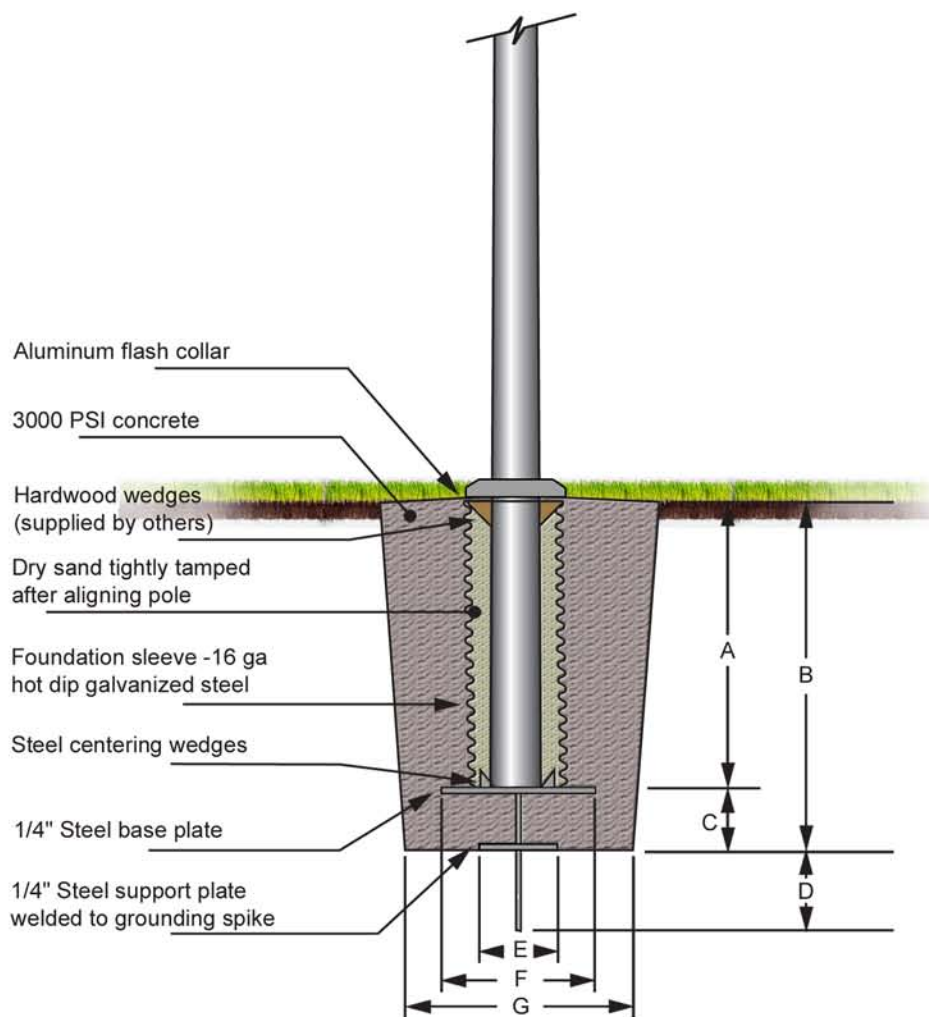 Aluminum flash collar
3000 PSI concrete
Hardwood wedges
(supplied by others)
Dry sand tightly tamped
after aligning pole
Foundation sleeve -16 ga
hot dip galvanized steel
Steel centering wedges
1/4" Steel base plate
1/4" Steel support plate
welded to grounding spike
A
B
C
D
E
F
G